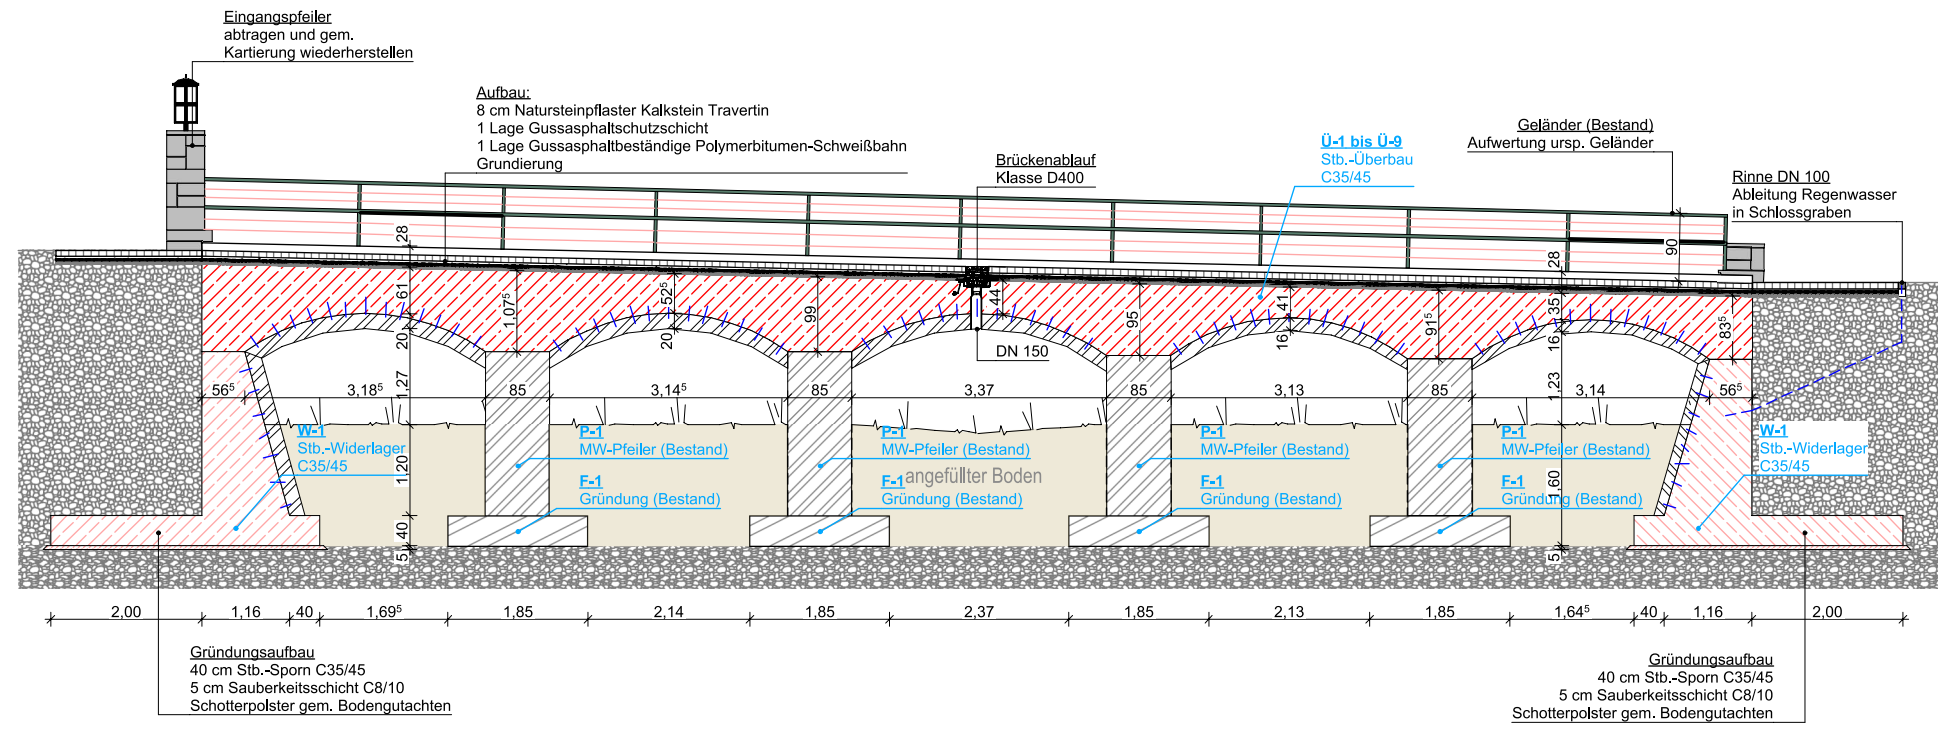 Eingangspfeiler
abtragen und gem.
Kartierung wiederherstellen
Aufbau:
8 cm Natursteinpflaster Kalkstein Travertin
1 Lage Gussasphaltschutzschicht
1 Lage Gussasphaltbeständige Polymerbitumen-Schweißbahn
Grundierung
Brückenablauf
Klasse D400
Ü-1 bis Ü-9
Stb.-Überbau
C35/45
Geländer (Bestand)
Aufwertung ursp. Geländer
Rinne DN 100
Ableitung Regenwasser
in Schlossgraben
28
90
28
61
1,07⁵
52⁵
99
44
95
41
91⁵
35
83⁵
20
20
16
16
DN 150
56⁵
3,18⁵
1,27
85
3,14⁵
85
3,37
85
3,13
85
1,23
3,14
56⁵
W-1
Stb.-Widerlager
C35/45
P-1
MW-Pfeiler (Bestand)
F-1
Gründung (Bestand)
P-1
MW-Pfeiler (Bestand)
F-1
Gründung (Bestand)
angefüllter Boden
P-1
MW-Pfeiler (Bestand)
F-1
Gründung (Bestand)
P-1
MW-Pfeiler (Bestand)
F-1
Gründung (Bestand)
W-1
Stb.-Widerlager
C35/45
1,20
1,60
40
5
5
2,00
1,16
40
1,69⁵
1,85
2,14
1,85
2,37
1,85
2,13
1,85
1,64⁵
40
1,16
2,00
Gründungsaufbau
40 cm Stb.-Sporn C35/45
5 cm Sauberkeitsschicht C8/10
Schotterpolster gem. Bodengutachten
Gründungsaufbau
40 cm Stb.-Sporn C35/45
5 cm Sauberkeitsschicht C8/10
Schotterpolster gem. Bodengutachten